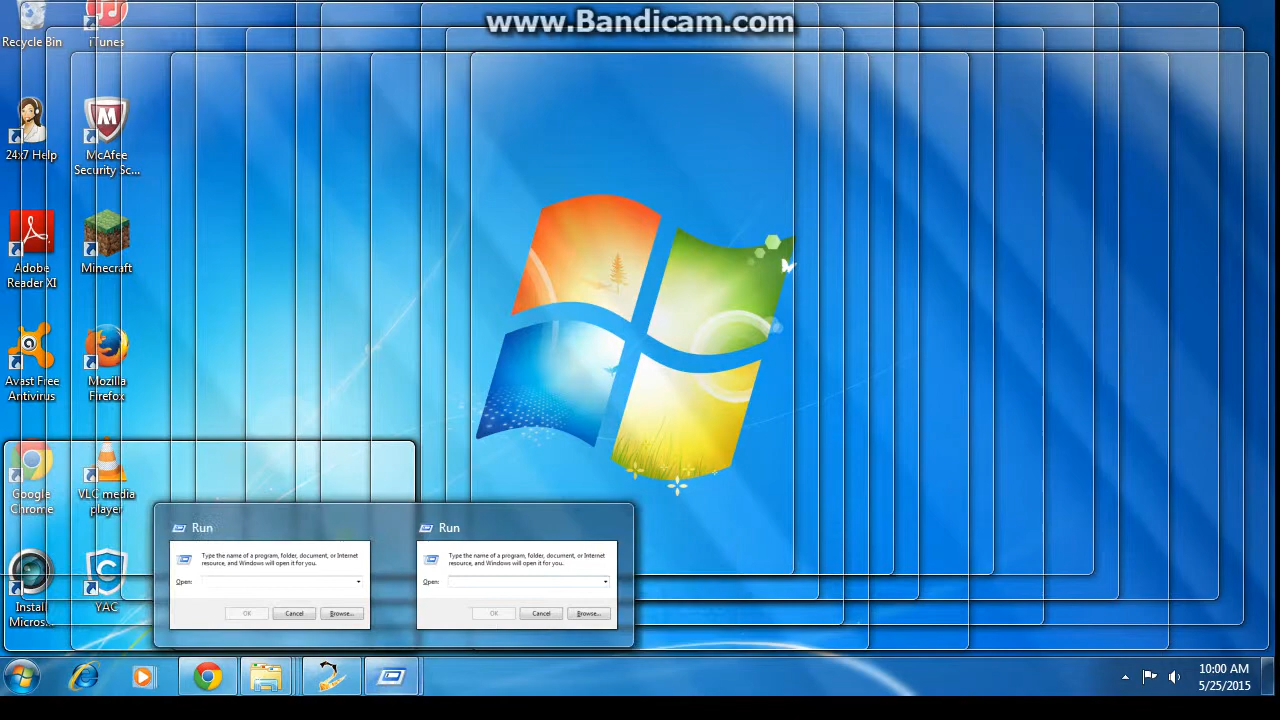 www.Bandicam.com
Recycle Bin
iTunes
24:7 Help
McAfee
Security Sc...
Adobe
Reader XI
Minecraft
Avast Free
Antivirus
Mozilla
Firefox
Google
Chrome
VLC media
player
Install
Micros...
YAC
Run
Type the name of a program, folder, document, or Internet
resource, and Windows will open it for you.
Open:
OK
Cancel
Browse...
Run
Type the name of a program, folder, document, or Internet
resource, and Windows will open it for you.
Open:
OK
Cancel
Browse...
10:00 AM
5/25/2015